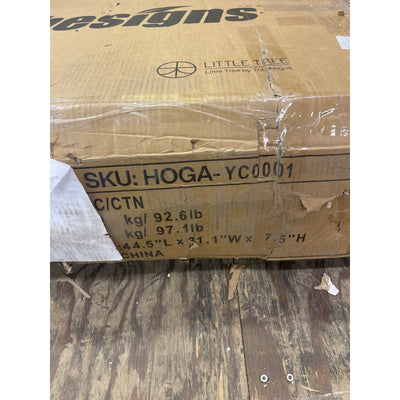 esigns
LITTLE TREE
Little Tree by Tribesigns
SKU: HOGA-YC0001
C/CTN
kg/ 92.6lb
kg/ 97.1lb
:44.5"L x 31.1"W x 7.5"H
CHINA